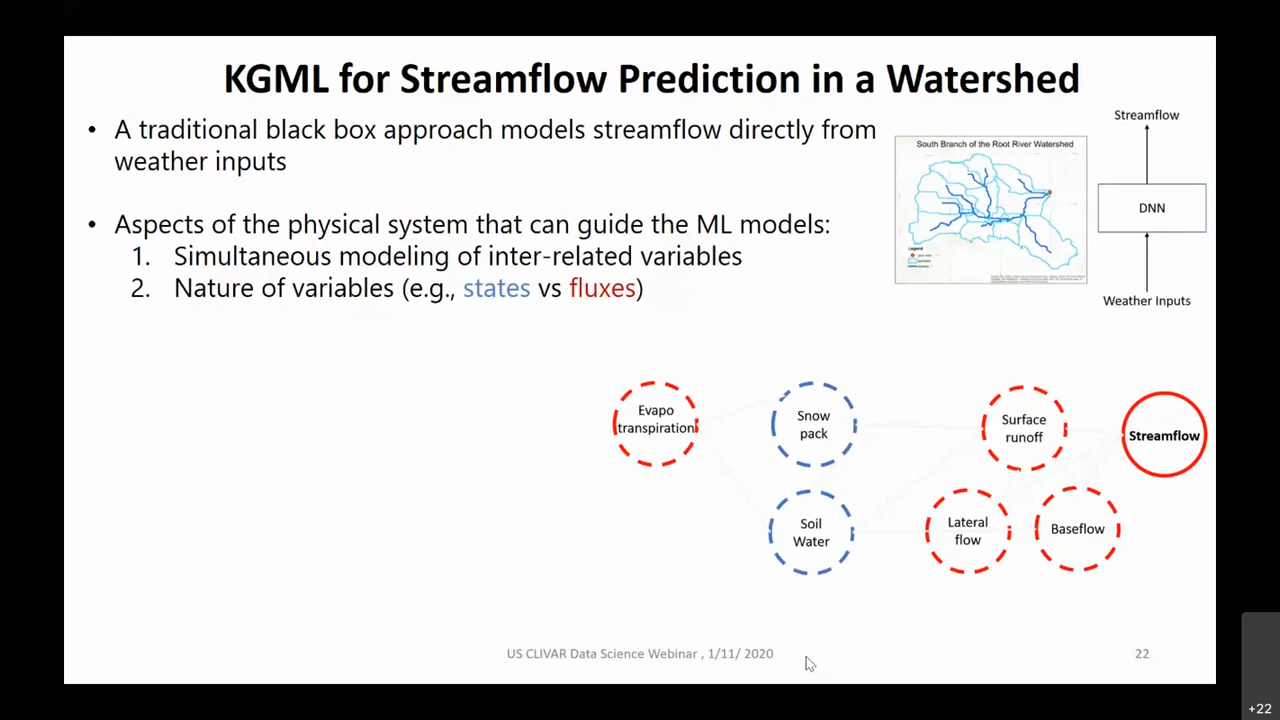 KGML for Streamflow Prediction in a Watershed
• A traditional black box approach models streamflow directly from
weather inputs
• Aspects of the physical system that can guide the ML models:
1. Simultaneous modeling of inter-related variables
2. Nature of variables (e.g., states vs fluxes)
South Branch of the Root River Watershed
Legend
Streamflow
DNN
Weather Inputs
Evapo
transpiration
Snow
pack
Surface
runoff
Streamflow
Soil
Water
Lateral
flow
Baseflow
US CLIVAR Data Science Webinar , 1/11/ 2020
22
+22